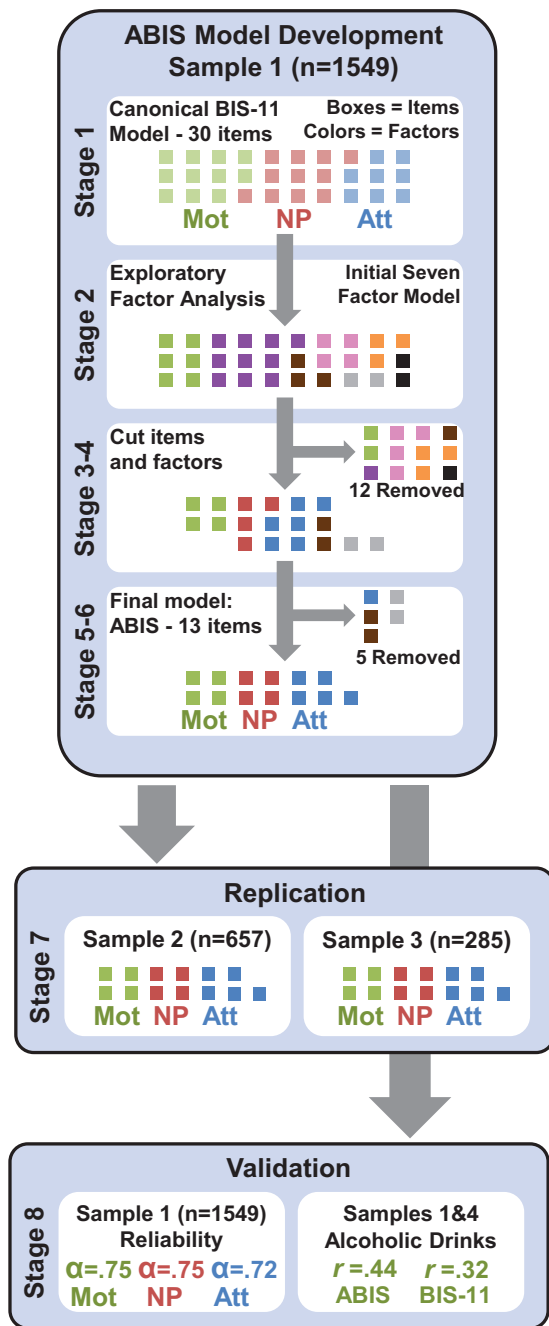 ABIS Model Development
Sample 1 (n=1549)
Stage 1
Canonical BIS-11
Model - 30 items
Boxes = Items
Colors = Factors
Mot NP Att
Stage 2
Exploratory
Factor Analysis
Initial Seven
Factor Model
Stage 3-4
Cut items
and factors
12 Removed
Stage 5-6
Final model:
ABIS - 13 items
5 Removed
Mot NP Att
Replication
Stage 7
Sample 2 (n=657)
Mot NP Att
Sample 3 (n=285)
Mot NP Att
Validation
Stage 8
Sample 1 (n=1549)
Reliability
α=.75 α=.75 α=.72
Mot NP Att
Samples 1&4
Alcoholic Drinks
r=.44 r=.32
ABIS BIS-11